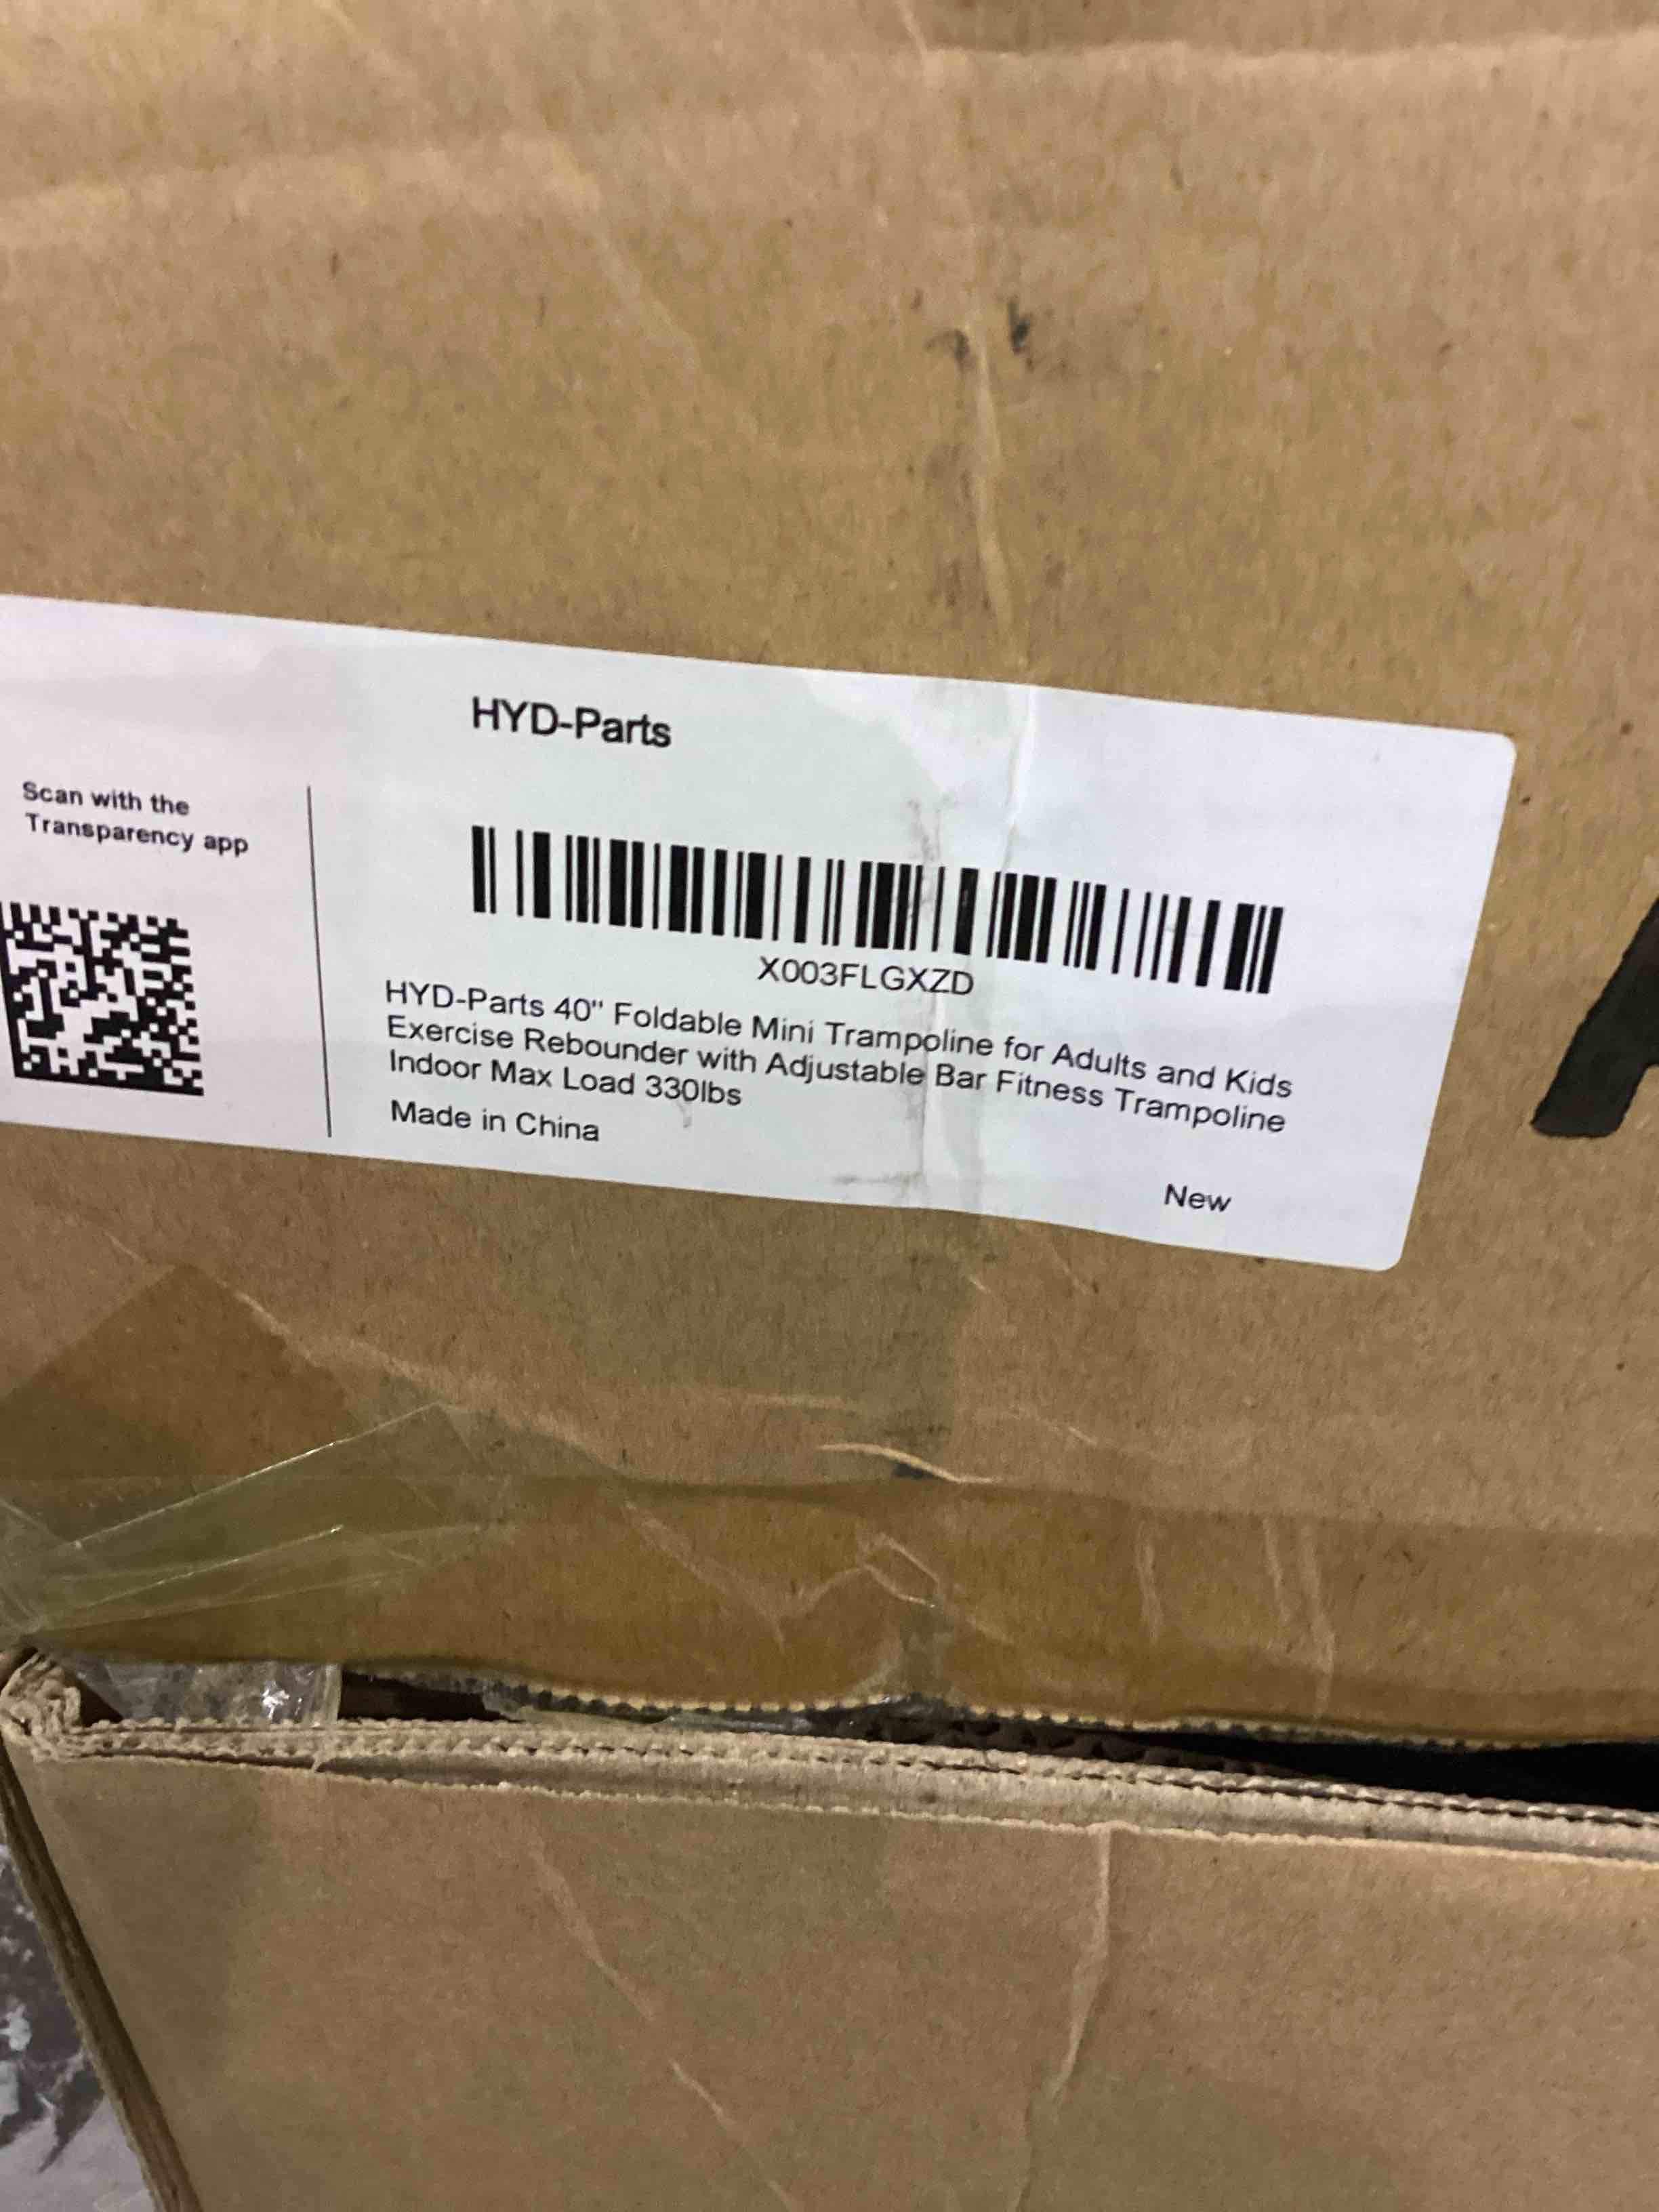 HYD-Parts
Scan with the
Transparency app
X003FLGXZD
HYD-Parts 40" Foldable Mini Trampoline for Adults and Kids
Exercise Rebounder with Adjustable Bar Fitness Trampoline
Indoor Max Load 330lbs
Made in China
New